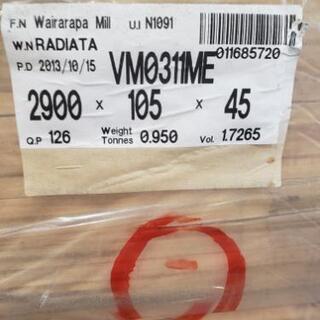 F.N Wairarapa Mill U.I N1091
W.N RADIATA
011685720
P.D 2013/10/15 VM0311ME
2900 x 105 x 45
Q.P 126 Weight Tonnes 0.950 Vol. 1.7265